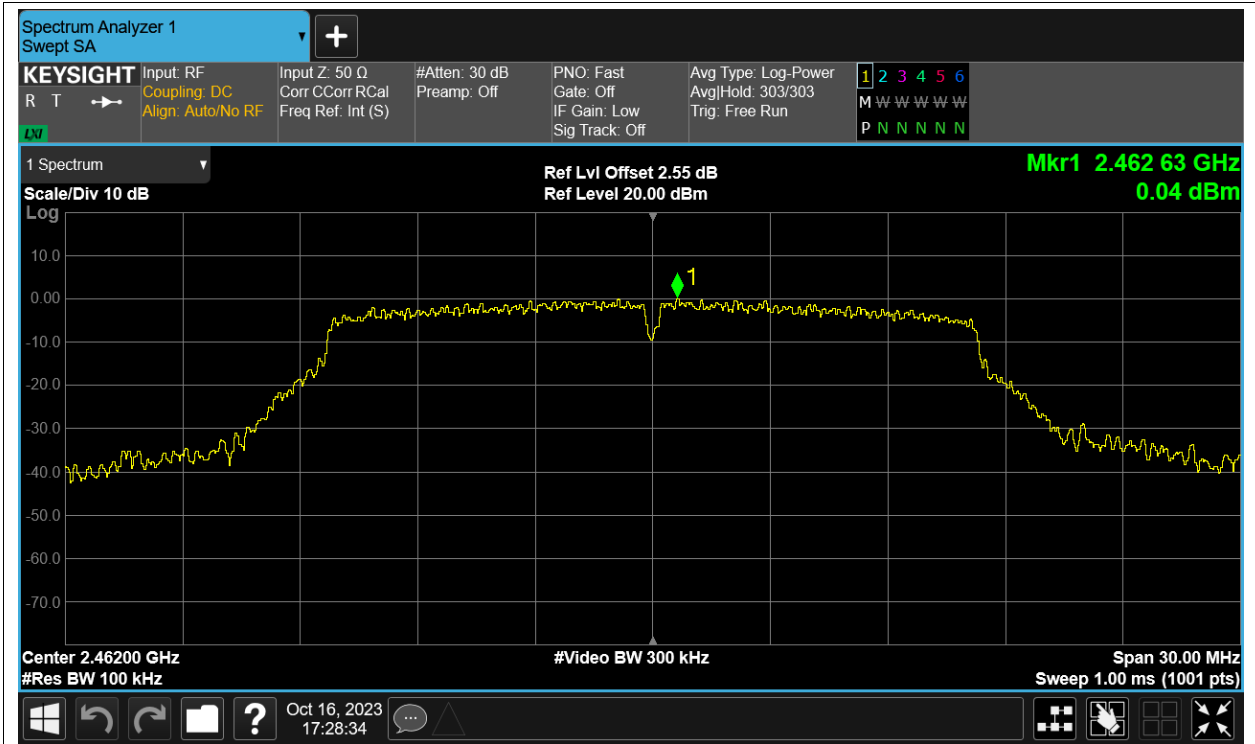 Spectrum Analyzer 1
Swept SA
KEYSIGHT
R T
LXI
Input: RF
Coupling: DC
Align: Auto/No RF
Input Z: 50 Ω
Corr CCorr RCal
Freq Ref: Int (S)
#Atten: 30 dB
Preamp: Off
PNO: Fast
Gate: Off
IF Gain: Low
Sig Track: Off
Avg Type: Log-Power
Avg|Hold: 303/303
Trig: Free Run
1 2 3 4 5 6
M W W W W W
P N N N N N
1 Spectrum
Scale/Div 10 dB
Log
Ref Lvl Offset 2.55 dB
Ref Level 20.00 dBm
Mkr1 2.462 63 GHz
0.04 dBm
1
10.0
0.00
-10.0
-20.0
-30.0
-40.0
-50.0
-60.0
-70.0
Center 2.46200 GHz
#Res BW 100 kHz
#Video BW 300 kHz
Span 30.00 MHz
Sweep 1.00 ms (1001 pts)
?
Oct 16, 2023
17:28:34